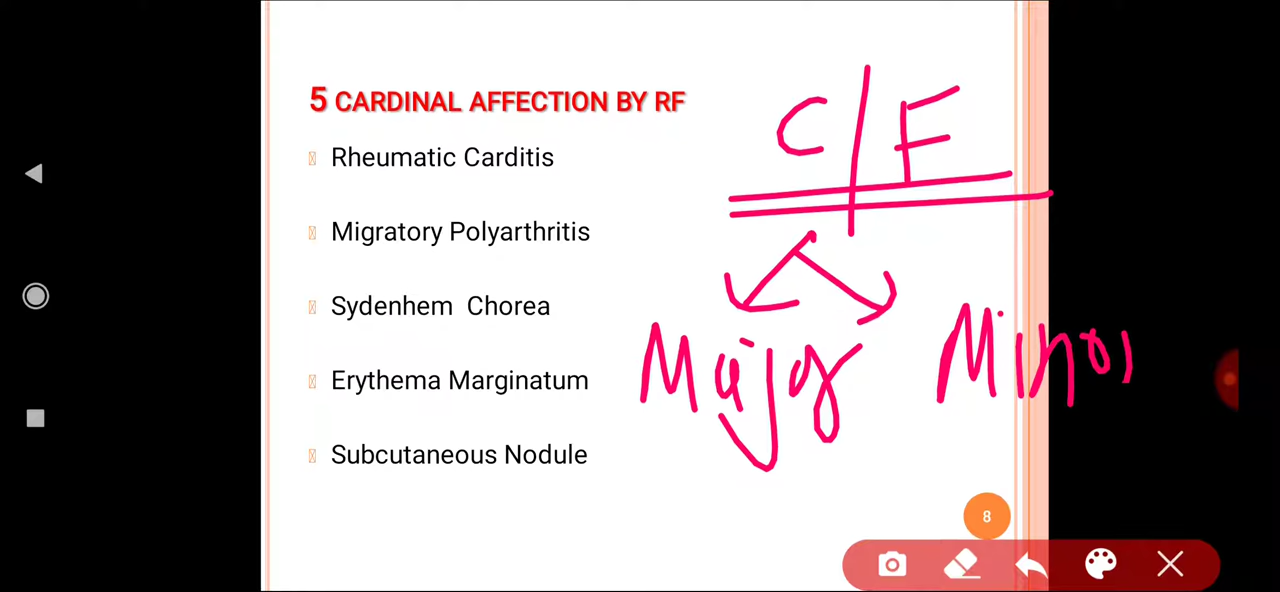 5 CARDINAL AFFECTION BY RF
Rheumatic Carditis
Migratory Polyarthritis
Sydenhem Chorea
Erythema Marginatum
Subcutaneous Nodule
C/F
Major Minor
8